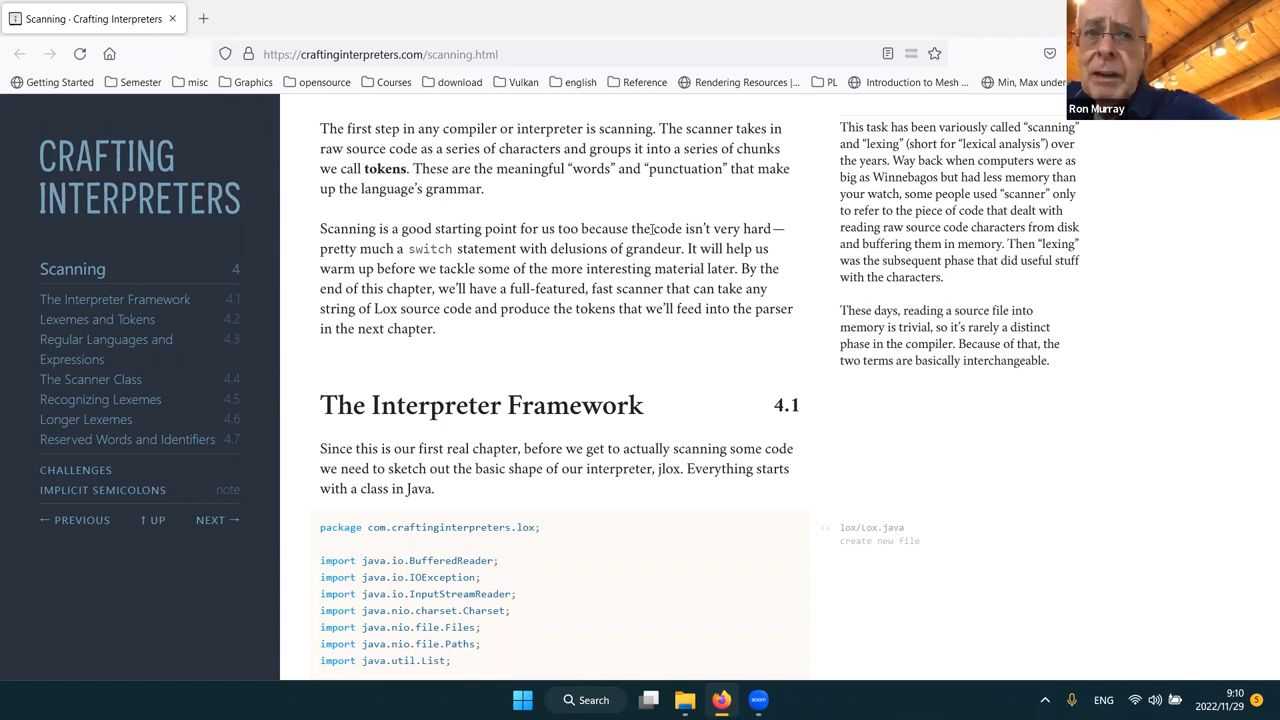 Scanning · Crafting Interpreters
https://craftinginterpreters.com/scanning.html
Getting Started
Semester
misc
Graphics
opensource
Courses
download
Vulkan
english
Reference
Rendering Resources |...
PL
Introduction to Mesh ...
Min, Max under
Ron Murray
CRAFTING
INTERPRETERS
Scanning 4
The Interpreter Framework 4.1
Lexemes and Tokens 4.2
Regular Languages and 4.3
Expressions
The Scanner Class 4.4
Recognizing Lexemes 4.5
Longer Lexemes 4.6
Reserved Words and Identifiers 4.7
CHALLENGES
IMPLICIT SEMICOLONS note
← PREVIOUS ↑ UP NEXT →
The first step in any compiler or interpreter is scanning. The scanner takes in
raw source code as a series of characters and groups it into a series of chunks
we call tokens. These are the meaningful “words” and “punctuation” that make
up the language’s grammar.
Scanning is a good starting point for us too because the code isn’t very hard—
pretty much a switch statement with delusions of grandeur. It will help us
warm up before we tackle some of the more interesting material later. By the
end of this chapter, we’ll have a full-featured, fast scanner that can take any
string of Lox source code and produce the tokens that we’ll feed into the parser
in the next chapter.
This task has been variously called “scanning”
and “lexing” (short for “lexical analysis”) over
the years. Way back when computers were as
big as Winnebagos but had less memory than
your watch, some people used “scanner” only
to refer to the piece of code that dealt with
reading raw source code characters from disk
and buffering them in memory. Then “lexing”
was the subsequent phase that did useful stuff
with the characters.
These days, reading a source file into
memory is trivial, so it’s rarely a distinct
phase in the compiler. Because of that, the
two terms are basically interchangeable.
The Interpreter Framework 4.1
Since this is our first real chapter, before we get to actually scanning some code
we need to sketch out the basic shape of our interpreter, jlox. Everything starts
with a class in Java.
package com.craftinginterpreters.lox;
import java.io.BufferedReader;
import java.io.IOException;
import java.io.InputStreamReader;
import java.nio.charset.Charset;
import java.nio.file.Files;
import java.nio.file.Paths;
import java.util.List;
<< lox/Lox.java
create new file
Search
zoom
ENG
9:10
2022/11/29
5